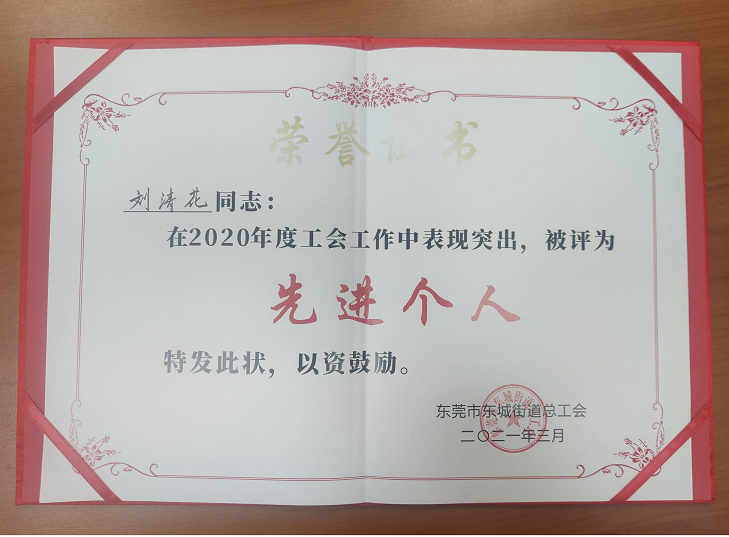 荣誉证书
刘清花同志：
在2020年度工会工作中表现突出，被评为
先进个人
特发此状，以资鼓励。
东莞市东城街道总工会
二〇二一年三月